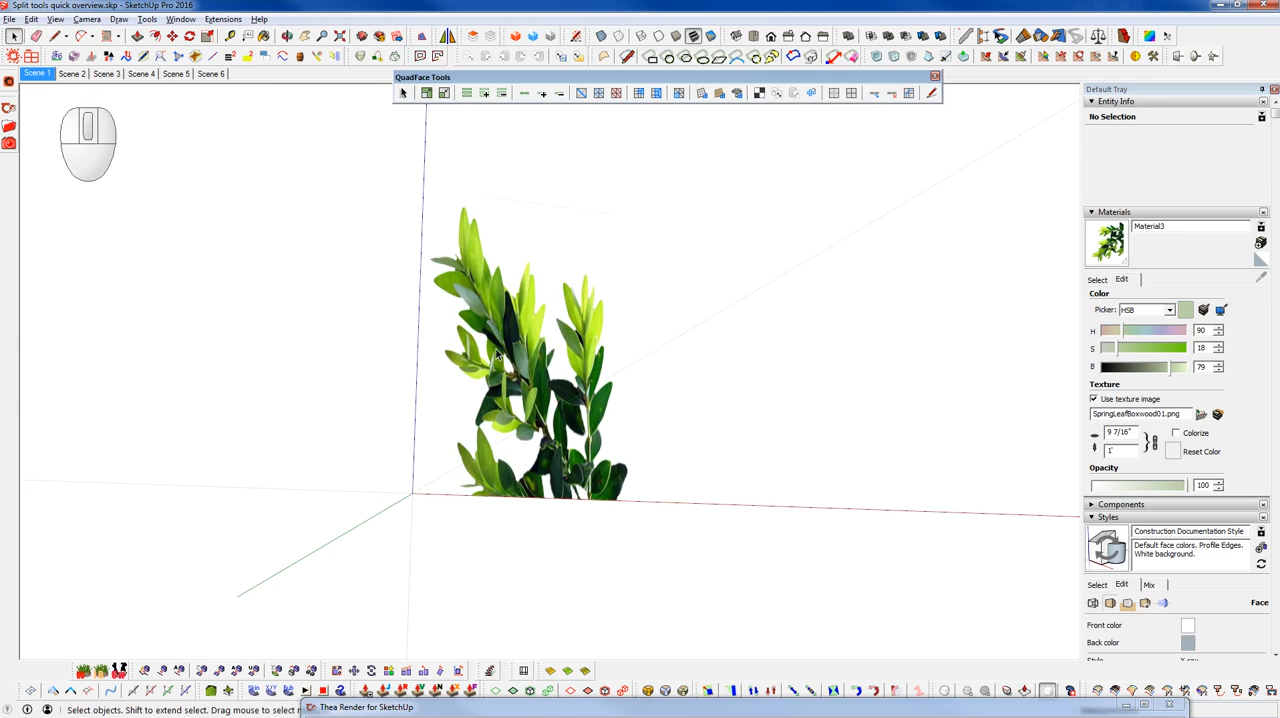 Split tools quick overview.skp - SketchUp Pro 2016
File Edit View Camera Draw Tools Window Extensions Help
Scene 1 Scene 2 Scene 3 Scene 4 Scene 5 Scene 6
QuadFace Tools
Default Tray
Entity Info
No Selection
Materials
Material3
Select Edit
Color
Picker: HSB
H 90
S 18
B 79
Texture
Use texture image
SpringLeafBoxwood01.png
9 7/16" Colorize
1' Reset Color
Opacity
100
Components
Styles
Construction Documentation Style
Default face colors. Profile Edges. White background.
Select Edit Mix
Face
Front color
Back color
Select objects. Shift to extend select. Drag mouse to select
Thea Render for SketchUp